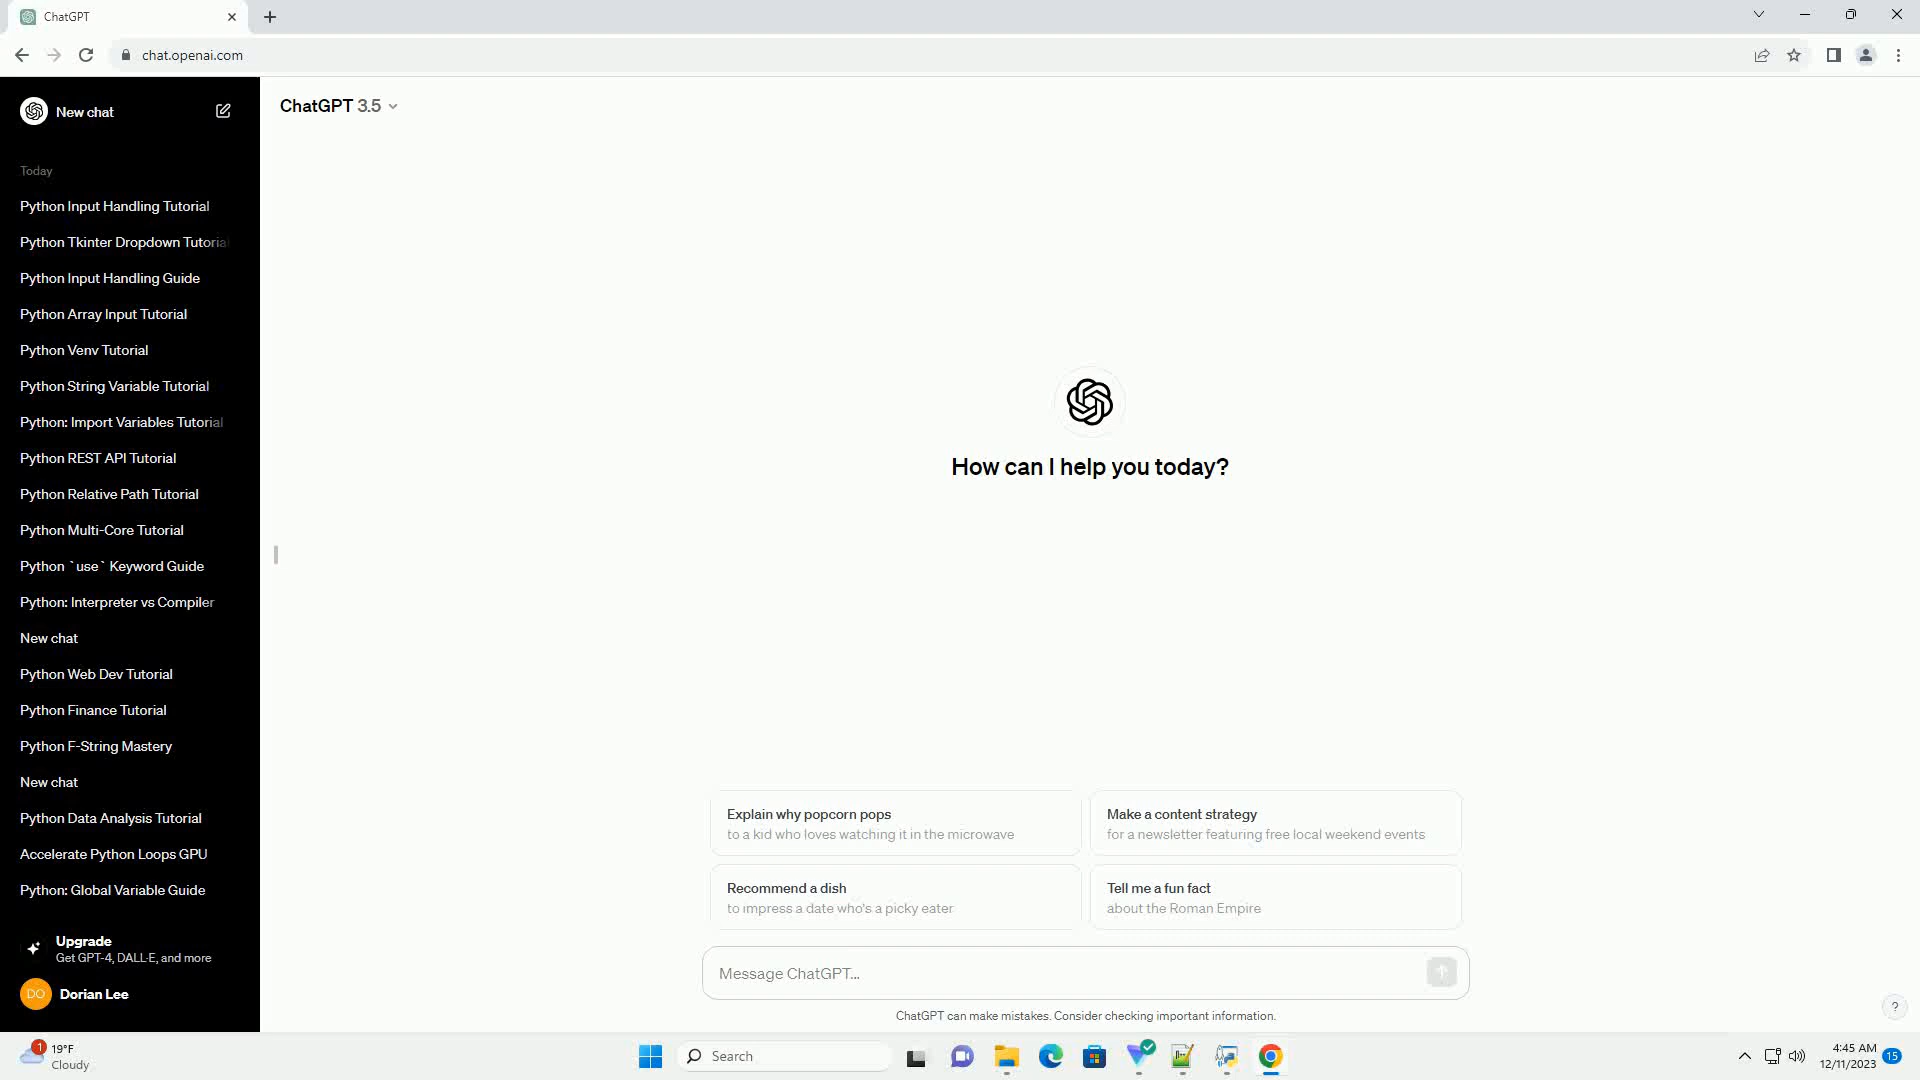 ChatGPT
chat.openai.com
New chat
ChatGPT 3.5
Today
Python Input Handling Tutorial
Python Tkinter Dropdown Tutorial
Python Input Handling Guide
Python Array Input Tutorial
Python Venv Tutorial
Python String Variable Tutorial
Python: Import Variables Tutorial
Python REST API Tutorial
Python Relative Path Tutorial
Python Multi-Core Tutorial
Python `use` Keyword Guide
Python: Interpreter vs Compiler
New chat
Python Web Dev Tutorial
Python Finance Tutorial
Python F-String Mastery
New chat
Python Data Analysis Tutorial
Accelerate Python Loops GPU
Python: Global Variable Guide
Upgrade
Get GPT-4, DALL·E, and more
DO
Dorian Lee
How can I help you today?
Explain why popcorn pops
to a kid who loves watching it in the microwave
Make a content strategy
for a newsletter featuring free local weekend events
Recommend a dish
to impress a date who's a picky eater
Tell me a fun fact
about the Roman Empire
Message ChatGPT…
ChatGPT can make mistakes. Consider checking important information.
?
1
19°F
Cloudy
Search
4:45 AM
12/11/2023
15